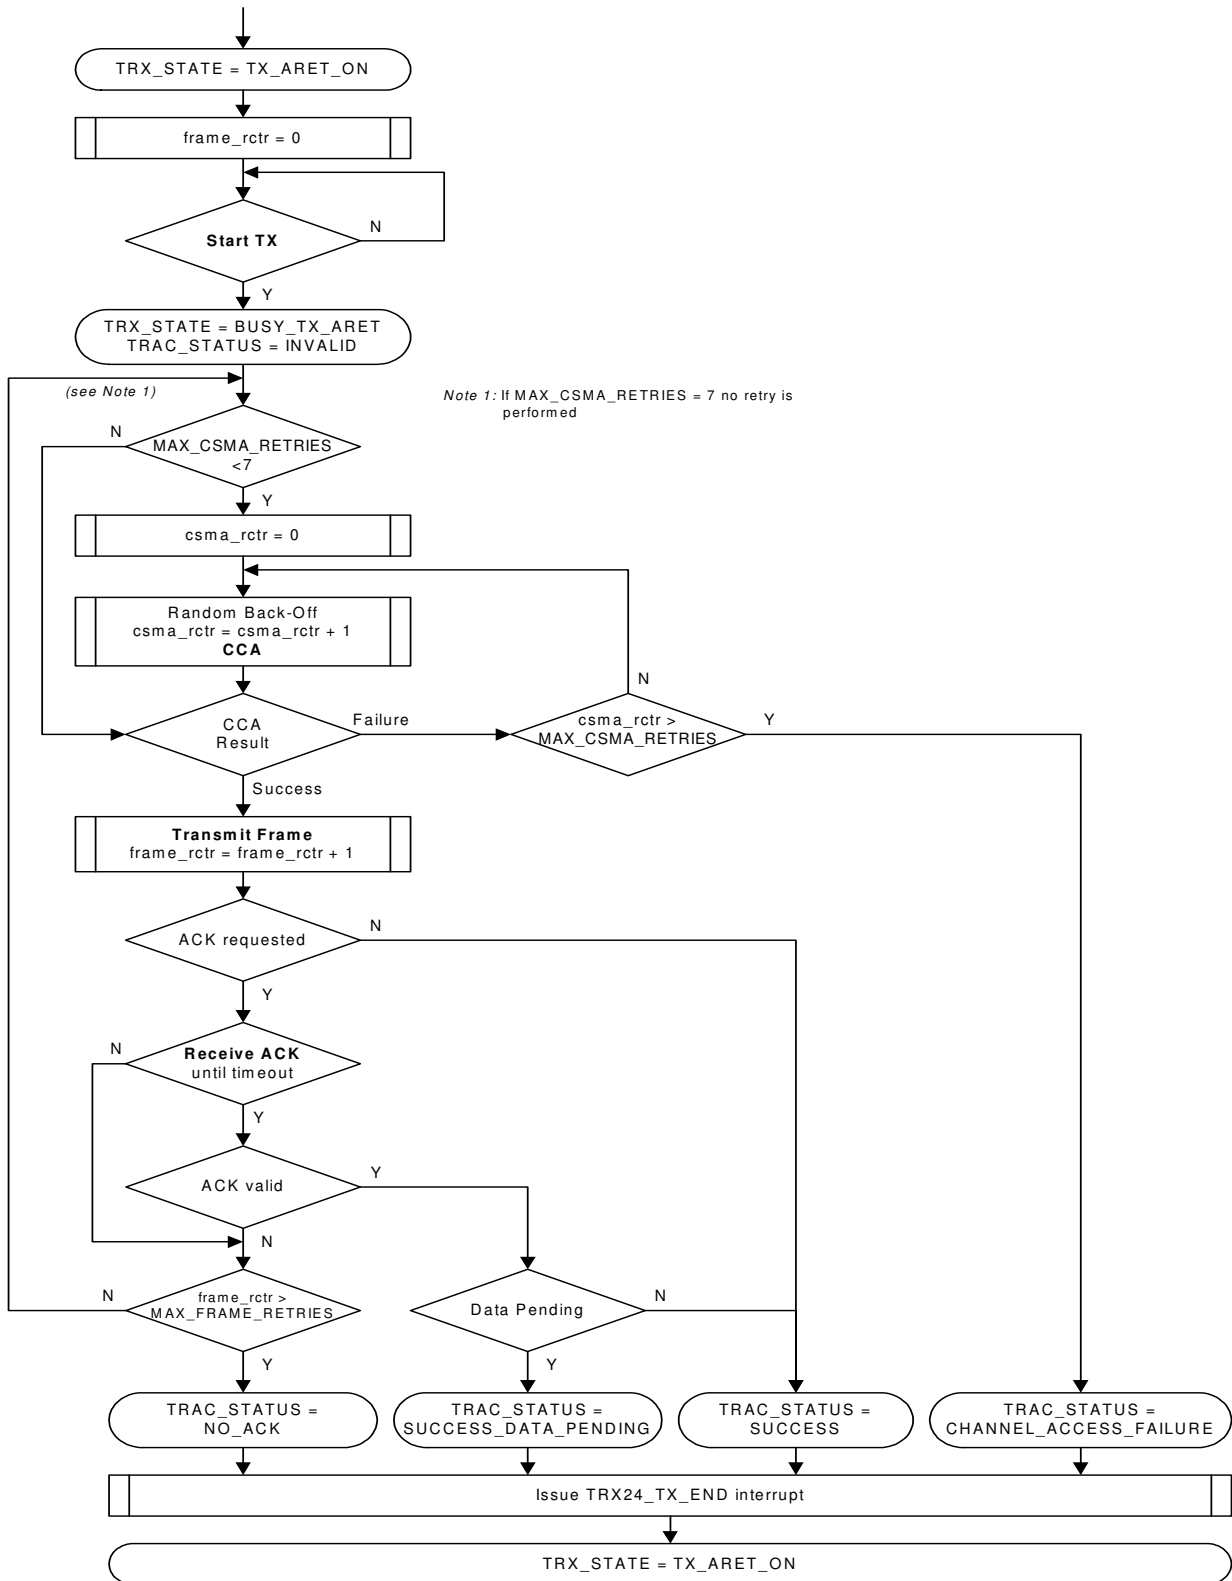 TRX_STATE = TX_ARET_ON
frame_rctr = 0
N
Start TX
Y
TRX_STATE = BUSY_TX_ARET
TRAC_STATUS = INVALID
(see Note 1)
Note 1: If MAX_CSMA_RETRIES = 7 no retry is
performed
N
MAX_CSMA_RETRIES
<7
Y
csma_rctr = 0
Random Back-Off
csma_rctr = csma_rctr + 1
CCA
N
CCA
Result
Failure
csma_rctr >
MAX_CSMA_RETRIES
Y
Success
Transmit Frame
frame_rctr = frame_rctr + 1
ACK requested
N
Y
N
Receive ACK
until timeout
Y
ACK valid
Y
N
N
frame_rctr >
MAX_FRAME_RETRIES
Data Pending
N
Y
Y
TRAC_STATUS =
NO_ACK
TRAC_STATUS =
SUCCESS_DATA_PENDING
TRAC_STATUS =
SUCCESS
TRAC_STATUS =
CHANNEL_ACCESS_FAILURE
Issue TRX24_TX_END interrupt
TRX_STATE = TX_ARET_ON